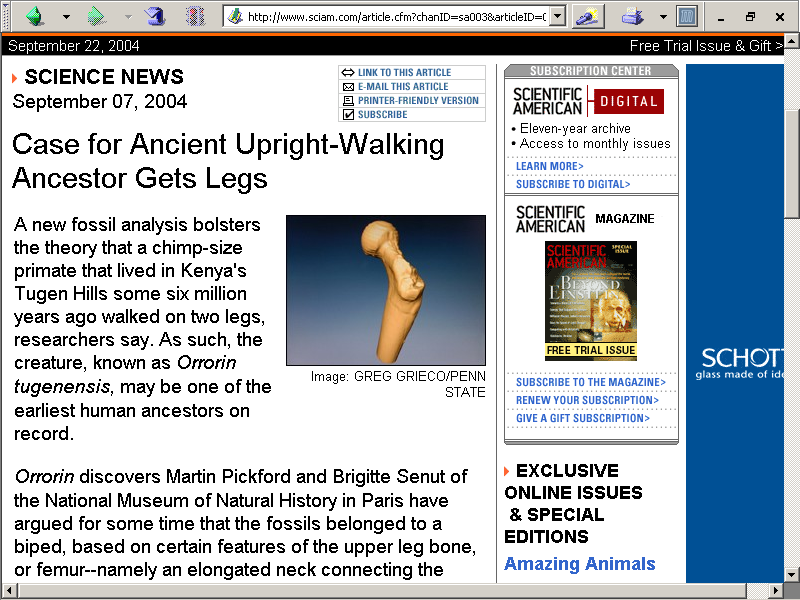 http://www.sciam.com/article.cfm?chanID=sa003&articleID=0
September 22, 2004
Free Trial Issue & Gift >
SCIENCE NEWS
September 07, 2004
LINK TO THIS ARTICLE
E-MAIL THIS ARTICLE
PRINTER-FRIENDLY VERSION
SUBSCRIBE
Case for Ancient Upright-Walking
Ancestor Gets Legs
A new fossil analysis bolsters
the theory that a chimp-size
primate that lived in Kenya's
Tugen Hills some six million
years ago walked on two legs,
researchers say. As such, the
creature, known as Orrorin
tugenensis, may be one of the
earliest human ancestors on
record.
Image: GREG GRIECO/PENN
STATE
Orrorin discovers Martin Pickford and Brigitte Senut of
the National Museum of Natural History in Paris have
argued for some time that the fossils belonged to a
biped, based on certain features of the upper leg bone,
or femur--namely an elongated neck connecting the
SUBSCRIPTION CENTER
SCIENTIFIC
AMERICAN
DIGITAL
• Eleven-year archive
• Access to monthly issues
LEARN MORE>
SUBSCRIBE TO DIGITAL>
SCIENTIFIC
AMERICAN
MAGAZINE
SPECIAL
ISSUE
SCIENTIFIC
AMERICAN
BEYOND
EINSTEIN
FREE TRIAL ISSUE
SUBSCRIBE TO THE MAGAZINE>
RENEW YOUR SUBSCRIPTION>
GIVE A GIFT SUBSCRIPTION>
EXCLUSIVE
ONLINE ISSUES
& SPECIAL
EDITIONS
Amazing Animals
SCHOTT
glass made of ide